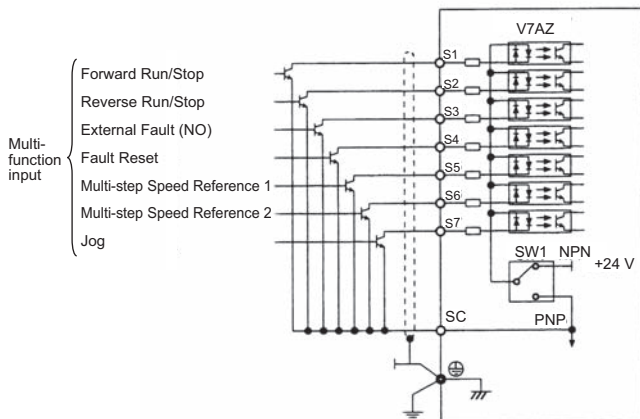 V7AZ
Multi-
function
input
Forward Run/Stop
Reverse Run/Stop
External Fault (NO)
Fault Reset
Multi-step Speed Reference 1
Multi-step Speed Reference 2
Jog
S1
S2
S3
S4
S5
S6
S7
SW1 NPN
+24 V
SC
PNP